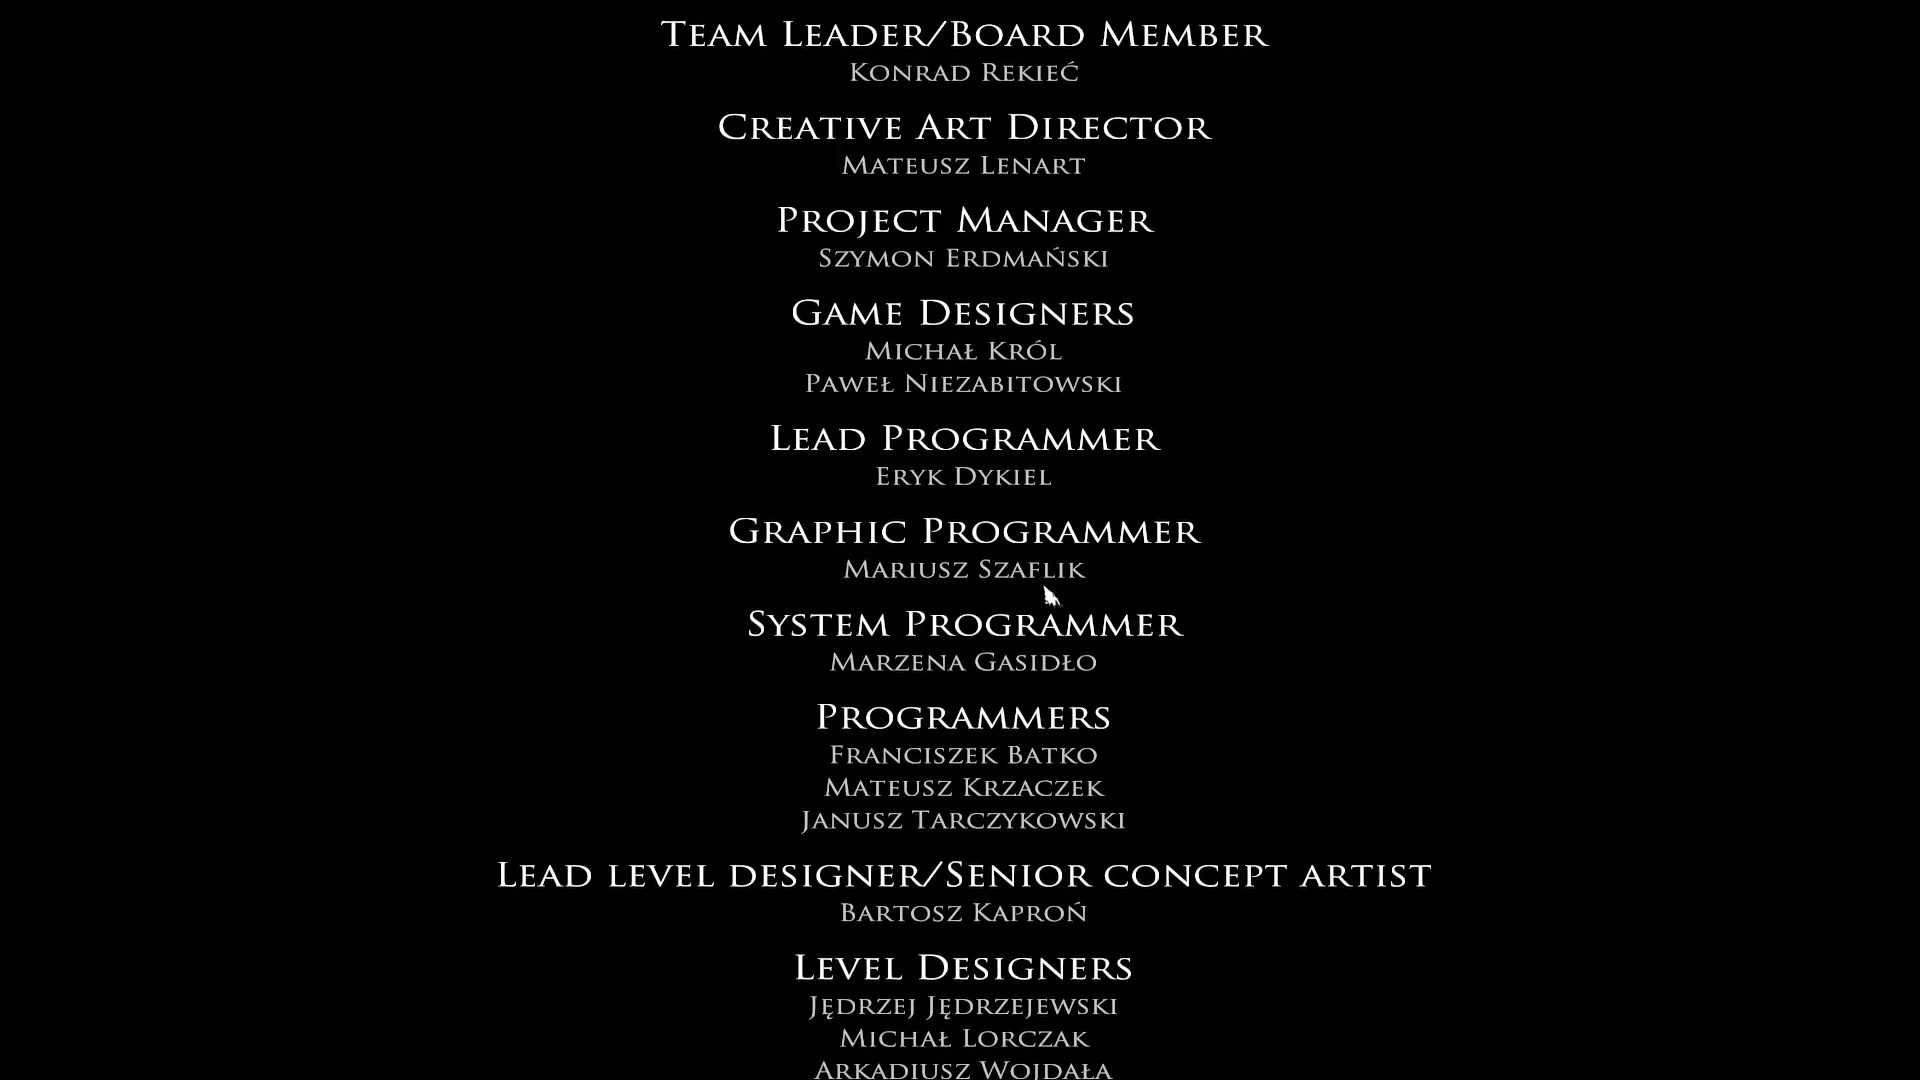 Team Leader/Board Member
Konrad Rekieć
Creative Art Director
Mateusz Lenart
Project Manager
Szymon Erdmański
Game Designers
Michał Król
Paweł Niezabitowski
Lead Programmer
Eryk Dykiel
Graphic Programmer
Mariusz Szaflik
System Programmer
Marzena Gasidło
Programmers
Franciszek Batko
Mateusz Krzaczek
Janusz Tarczykowski
Lead level designer/Senior concept artist
Bartosz Kaproń
Level Designers
Jędrzej Jędrzejewski
Michał Lorczak
Arkadiusz Wojdała